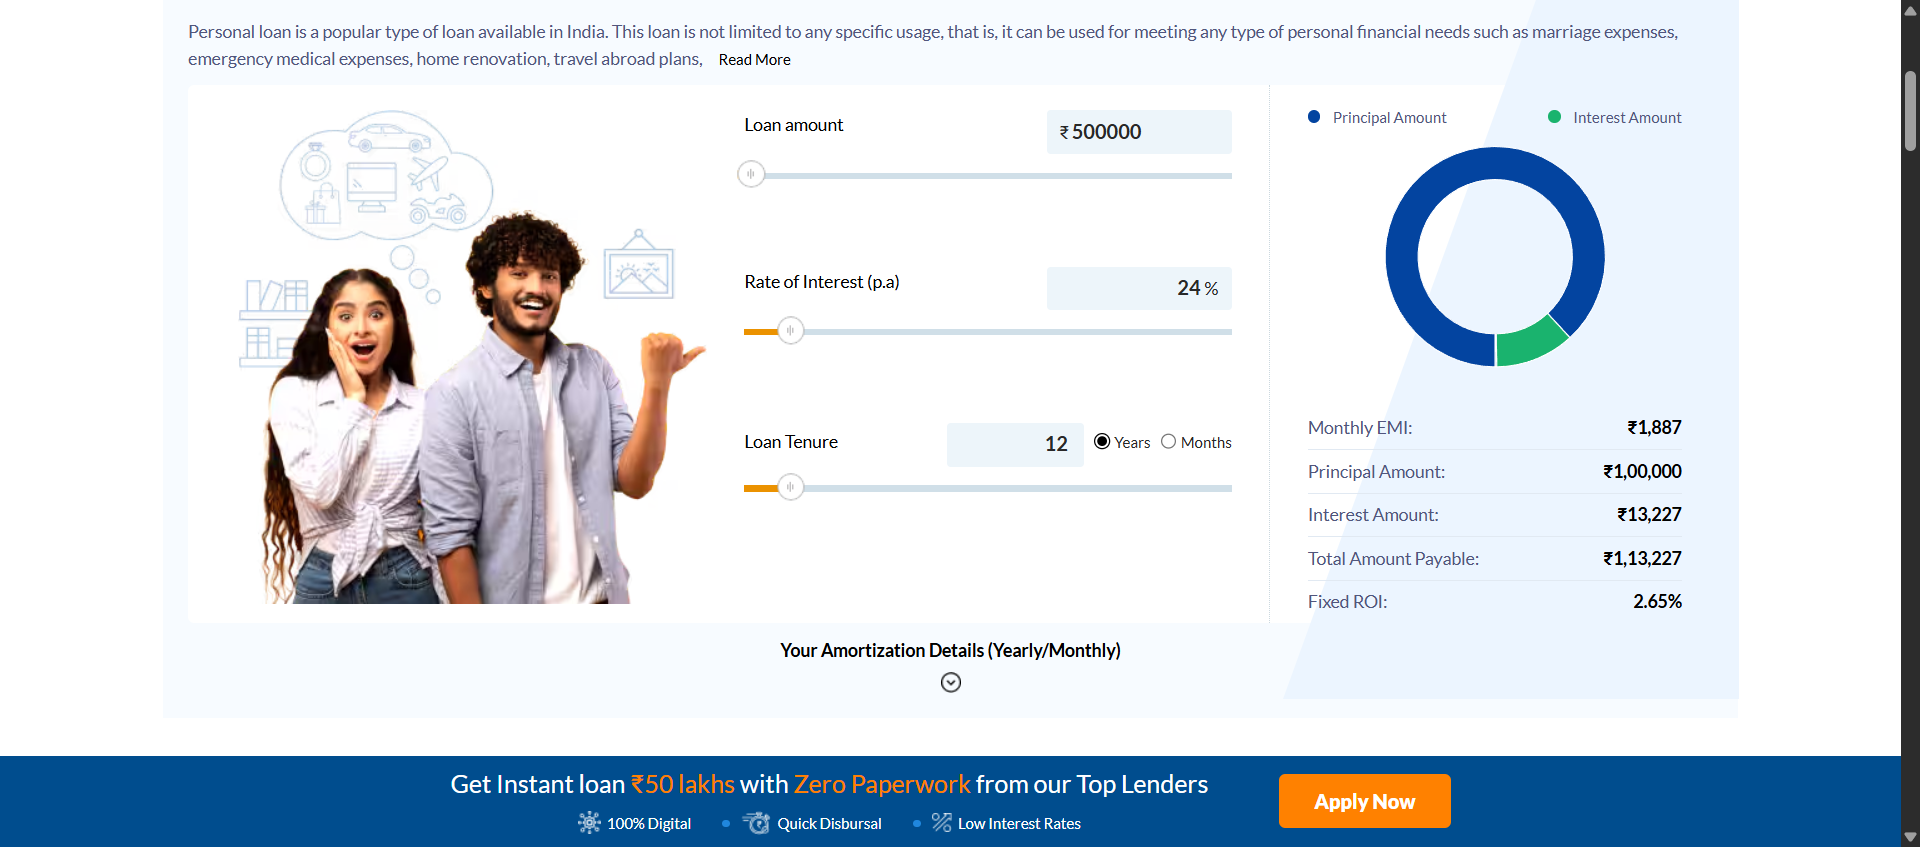 Personal loan is a popular type of loan available in India. This loan is not limited to any specific usage, that is, it can be used for meeting any type of personal financial needs such as marriage expenses,
emergency medical expenses, home renovation, travel abroad plans, Read More
Loan amount
₹ 500000
Rate of Interest (p.a)
24 %
Loan Tenure
12
Years Months
Principal Amount
Interest Amount
Monthly EMI: ₹1,887
Principal Amount: ₹1,00,000
Interest Amount: ₹13,227
Total Amount Payable: ₹1,13,227
Fixed ROI: 2.65%
Your Amortization Details (Yearly/Monthly)
Get Instant loan ₹50 lakhs with Zero Paperwork from our Top Lenders
100% Digital
Quick Disbursal
Low Interest Rates
Apply Now